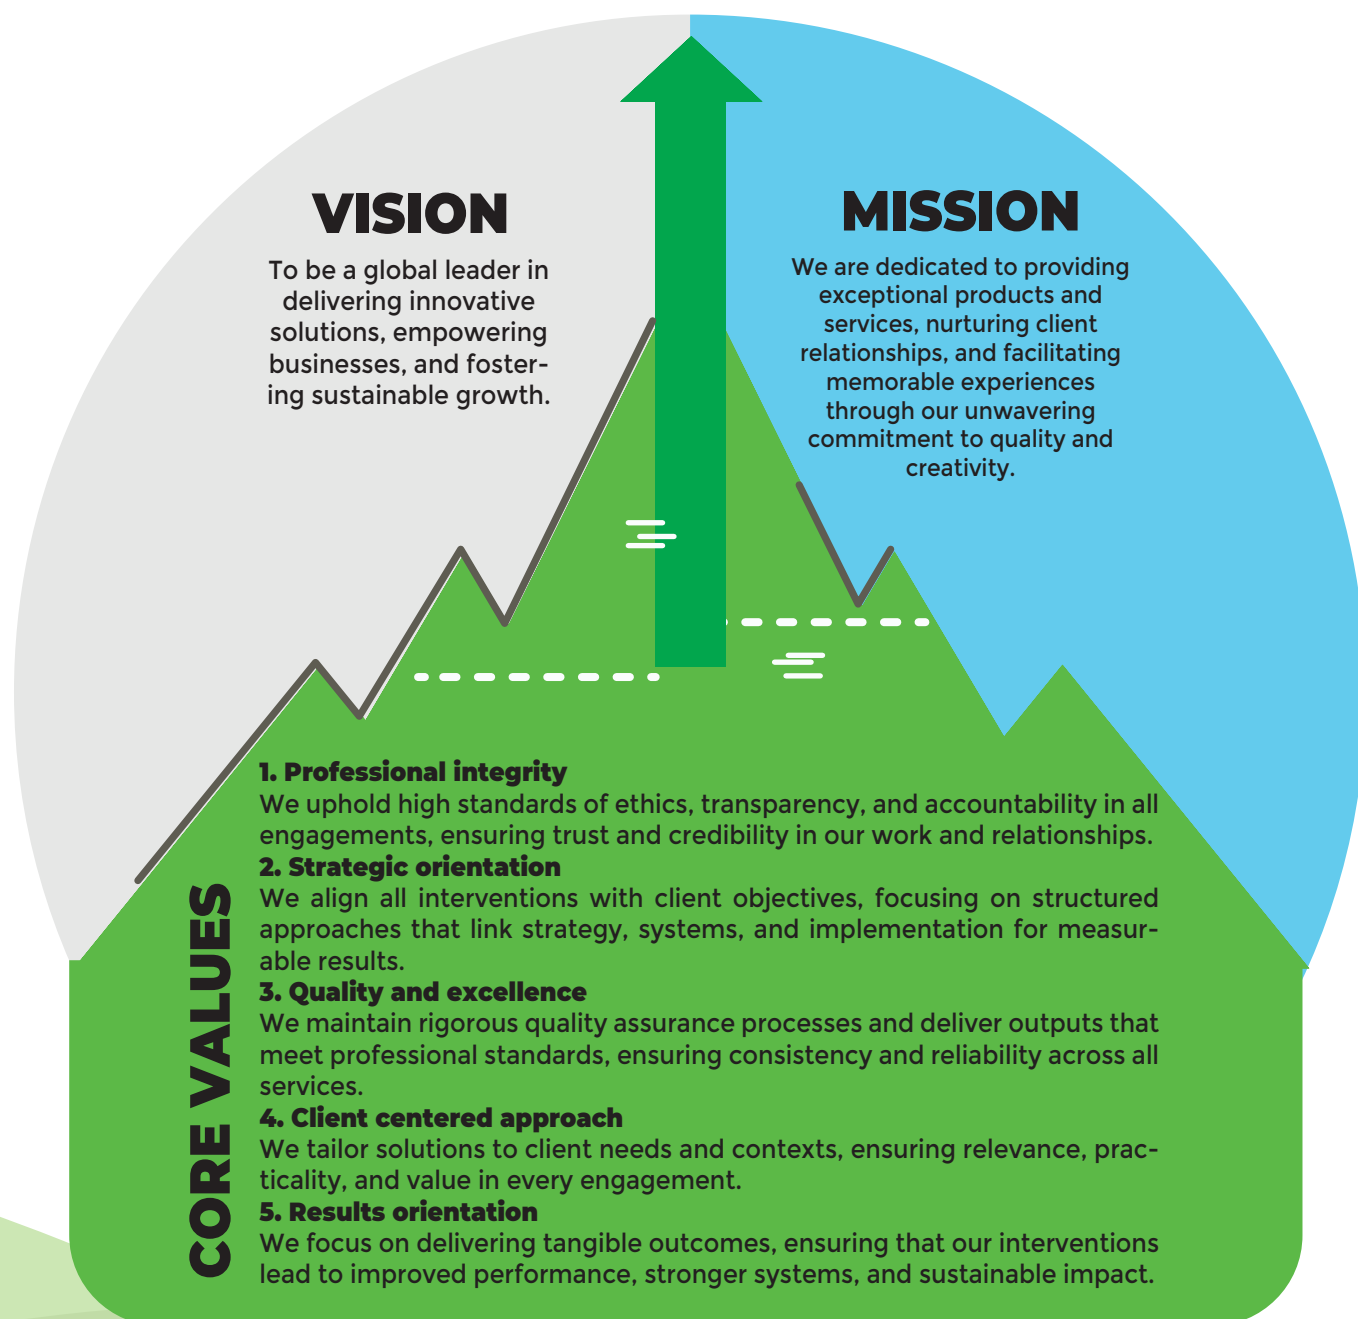 VISION
To be a global leader in
delivering innovative
solutions, empowering
businesses, and foster-
ing sustainable growth.
MISSION
We are dedicated to providing
exceptional products and
services, nurturing client
relationships, and facilitating
memorable experiences
through our unwavering
commitment to quality and
creativity.
CORE VALUES
1. Professional integrity
We uphold high standards of ethics, transparency, and accountability in all
engagements, ensuring trust and credibility in our work and relationships.
2. Strategic orientation
We align all interventions with client objectives, focusing on structured
approaches that link strategy, systems, and implementation for measur-
able results.
3. Quality and excellence
We maintain rigorous quality assurance processes and deliver outputs that
meet professional standards, ensuring consistency and reliability across all
services.
4. Client centered approach
We tailor solutions to client needs and contexts, ensuring relevance, prac-
ticality, and value in every engagement.
5. Results orientation
We focus on delivering tangible outcomes, ensuring that our interventions
lead to improved performance, stronger systems, and sustainable impact.